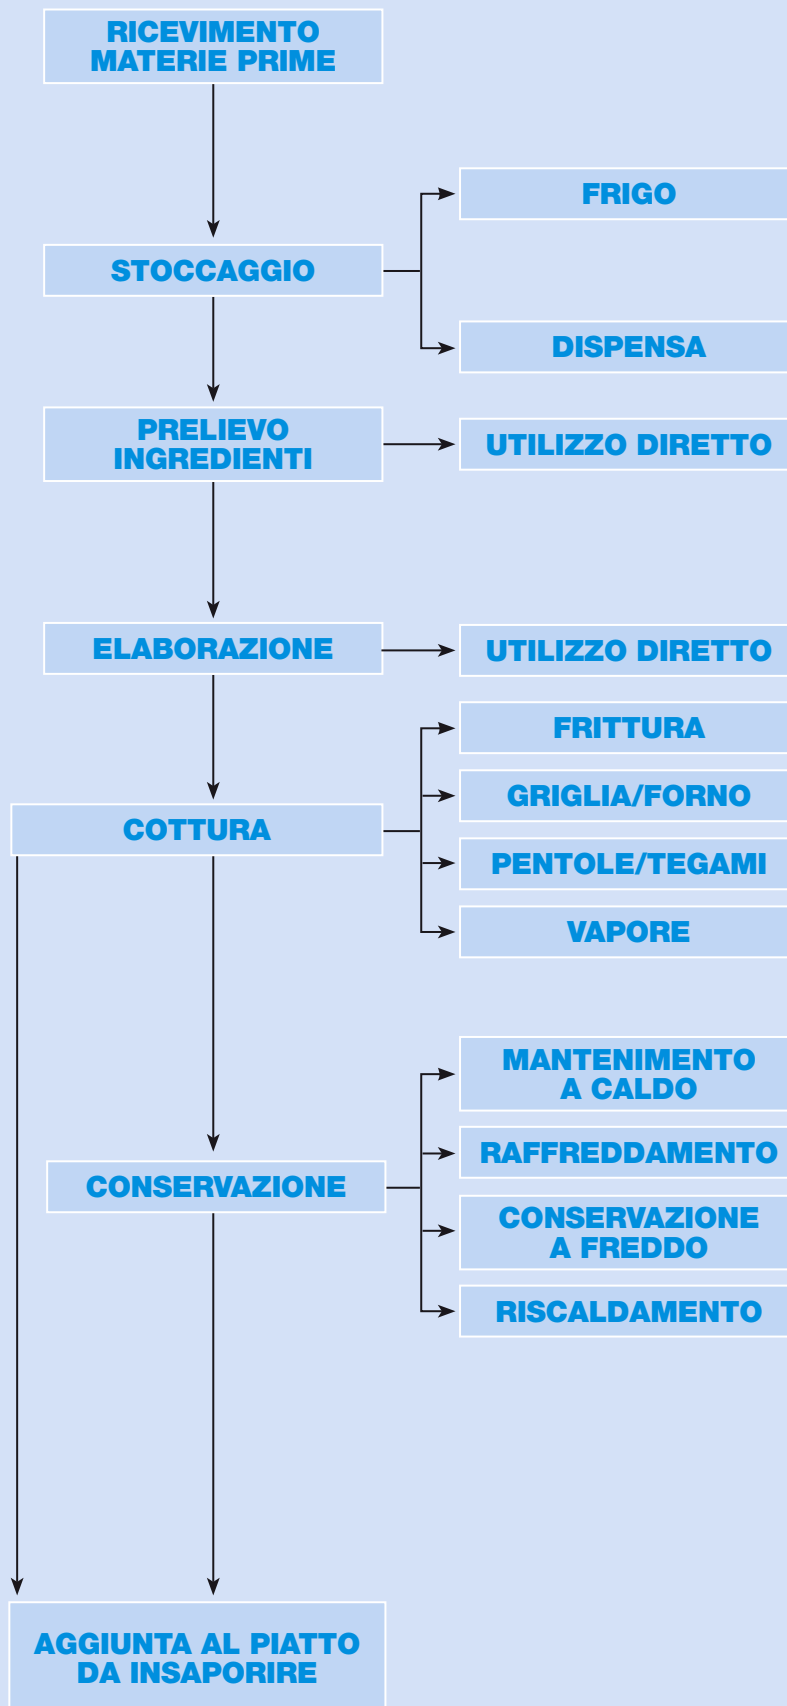 RICEVIMENTO
MATERIE PRIME
FRIGO
STOCCAGGIO
DISPENSA
PRELIEVO
INGREDIENTI
UTILIZZO DIRETTO
ELABORAZIONE
UTILIZZO DIRETTO
FRITTURA
GRIGLIA/FORNO
COTTURA
PENTOLE/TEGAMI
VAPORE
MANTENIMENTO
A CALDO
RAFFREDDAMENTO
CONSERVAZIONE
CONSERVAZIONE
A FREDDO
RISCALDAMENTO
AGGIUNTA AL PIATTO
DA INSAPORIRE